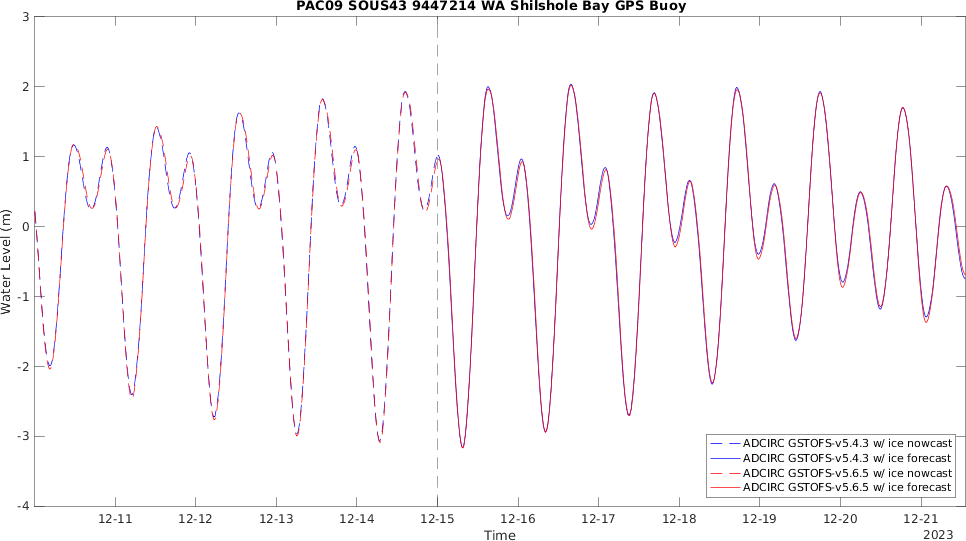 PAC09 SOUS43 9447214 WA Shilshole Bay GPS Buoy
3
2
1
0
-1
-2
-3
-4
Water Level (m)
ADCIRC GSTOFS-v5.4.3 w/ ice nowcast
ADCIRC GSTOFS-v5.4.3 w/ ice forecast
ADCIRC GSTOFS-v5.6.5 w/ ice nowcast
ADCIRC GSTOFS-v5.6.5 w/ ice forecast
12-11 12-12 12-13 12-14 12-15 12-16 12-17 12-18 12-19 12-20 12-21
Time
2023